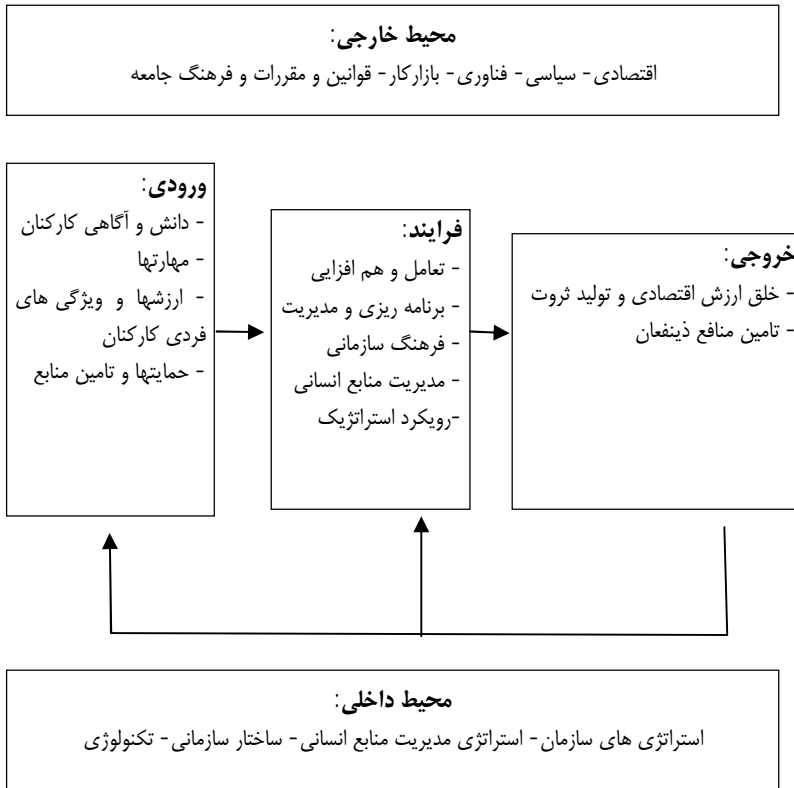 محیط خارجی:
اقتصادی- سیاسی- فناوری- بازارکار- قوانین و مقررات و فرهنگ جامعه
ورودی:
- دانش و آگاهی کارکنان
- مهارتها
- ارزشها و ویژگی های
فردی کارکنان
- حمایتها و تامین منابع
فرایند:
- تعامل و هم افزایی
- برنامه ریزی و مدیریت
- فرهنگ سازمانی
- مدیریت منابع انسانی
-رویکرد استراتژیک
خروجی:
- خلق ارزش اقتصادی و تولید ثروت
- تامین منافع ذینفعان
محیط داخلی:
استراتژی های سازمان- استراتژی مدیریت منابع انسانی- ساختار سازمانی- تکنولوژی